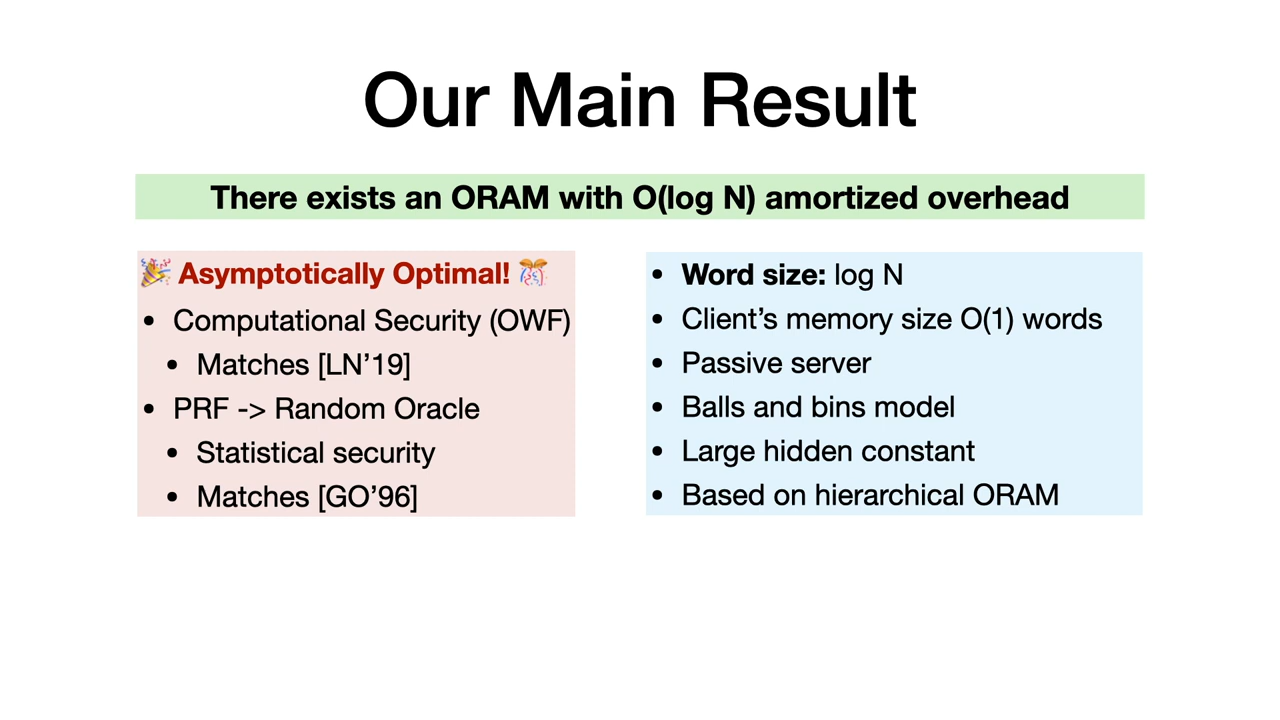 Our Main Result
There exists an ORAM with O(log N) amortized overhead
🎉 Asymptotically Optimal! 🎊
• Computational Security (OWF)
• Matches [LN’19]
• PRF -> Random Oracle
• Statistical security
• Matches [GO’96]
• Word size: log N
• Client’s memory size O(1) words
• Passive server
• Balls and bins model
• Large hidden constant
• Based on hierarchical ORAM